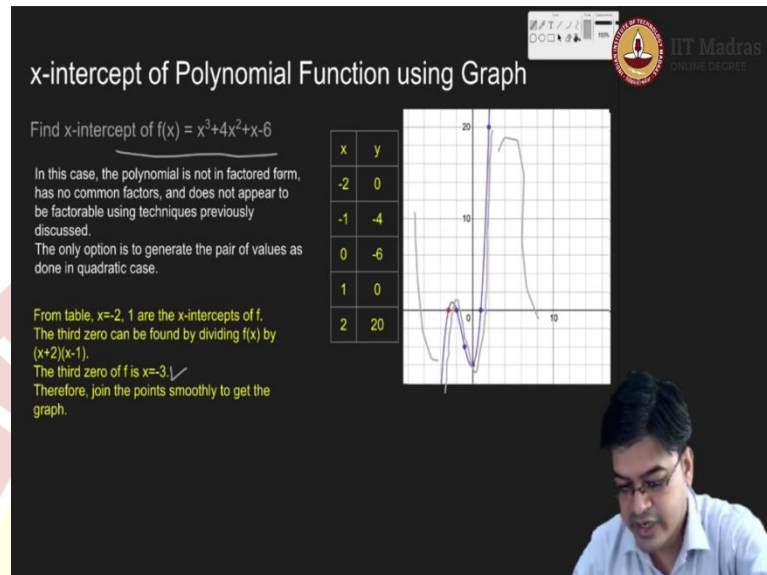 IIT Madras
ONLINE DEGREE
100%
x-intercept of Polynomial Function using Graph
Find x-intercept of f(x) = x³+4x²+x-6
In this case, the polynomial is not in factored form,
has no common factors, and does not appear to
be factorable using techniques previously
discussed.
The only option is to generate the pair of values as
done in quadratic case.
From table, x=-2, 1 are the x-intercepts of f.
The third zero can be found by dividing f(x) by
(x+2)(x-1).
The third zero of f is x=-3.
Therefore, join the points smoothly to get the
graph.
x y
-2 0
-1 -4
0 -6
1 0
2 20
20
10
0 10